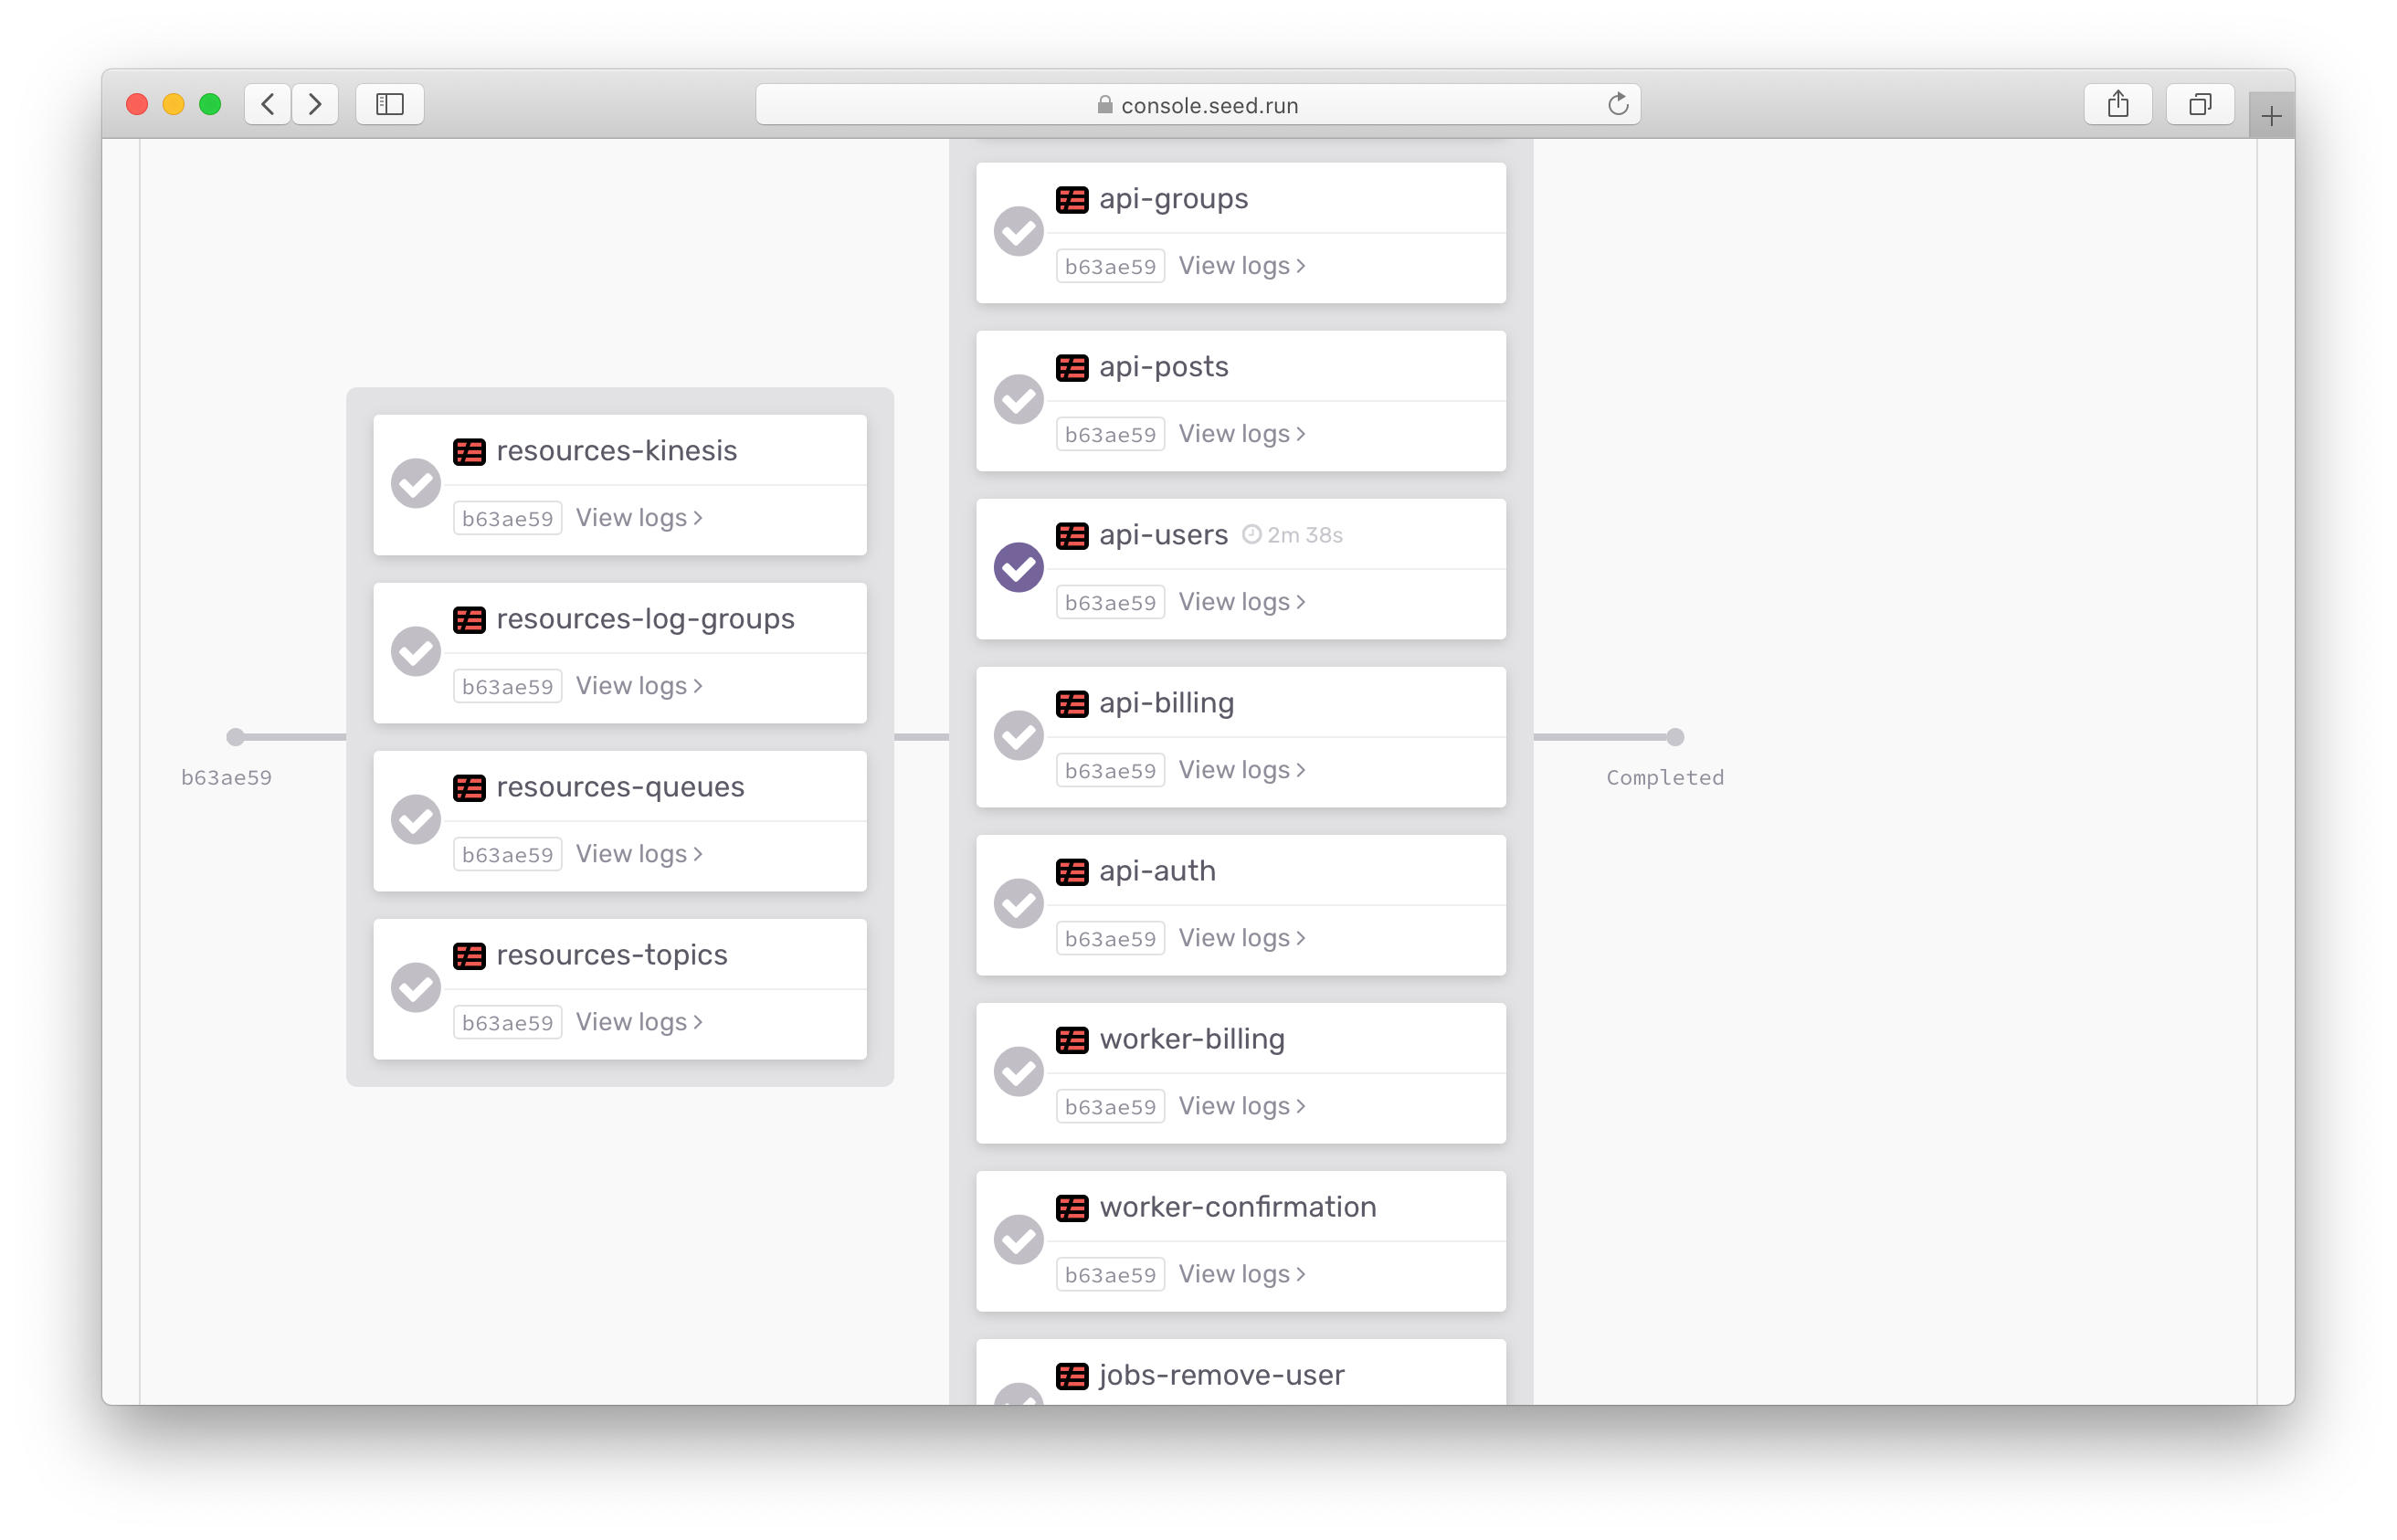 console.seed.run
b63ae59
resources-kinesis
b63ae59 View logs
resources-log-groups
b63ae59 View logs
resources-queues
b63ae59 View logs
resources-topics
b63ae59 View logs
api-groups
b63ae59 View logs
api-posts
b63ae59 View logs
api-users 2m 38s
b63ae59 View logs
api-billing
b63ae59 View logs
api-auth
b63ae59 View logs
worker-billing
b63ae59 View logs
worker-confirmation
b63ae59 View logs
jobs-remove-user
Completed